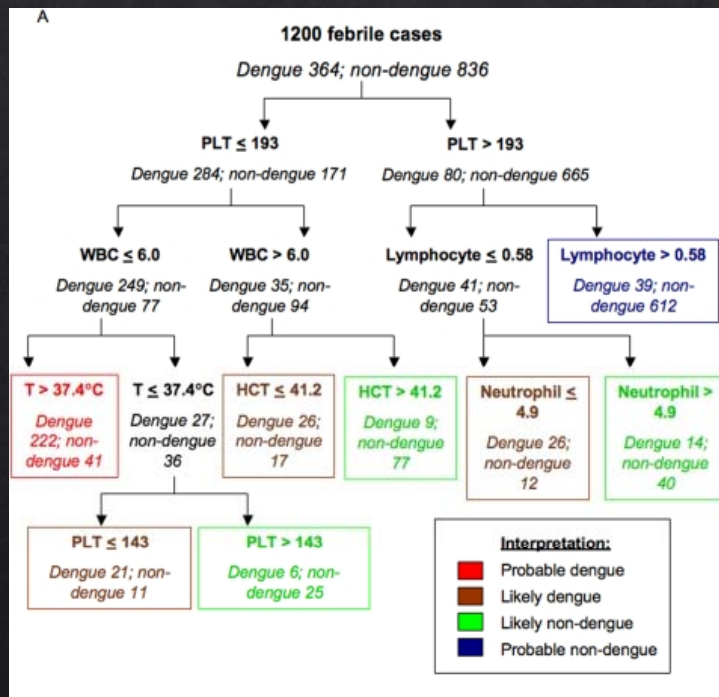 A
1200 febrile cases
Dengue 364; non-dengue 836
PLT ≤ 193
Dengue 284; non-dengue 171
PLT > 193
Dengue 80; non-dengue 665
WBC ≤ 6.0
Dengue 249; non-
dengue 77
WBC > 6.0
Dengue 35; non-
dengue 94
Lymphocyte ≤ 0.58
Dengue 41; non-
dengue 53
Lymphocyte > 0.58
Dengue 39; non-
dengue 612
T > 37.4°C
Dengue
222; non-
dengue 41
T ≤ 37.4°C
Dengue 27;
non-dengue
36
HCT ≤ 41.2
Dengue 26;
non-dengue
17
HCT > 41.2
Dengue 9;
non-dengue
77
Neutrophil ≤
4.9
Dengue 26;
non-dengue
12
Neutrophil >
4.9
Dengue 14;
non-dengue
40
PLT ≤ 143
Dengue 21; non-
dengue 11
PLT > 143
Dengue 6; non-
dengue 25
Interpretation:
Probable dengue
Likely dengue
Likely non-dengue
Probable non-dengue